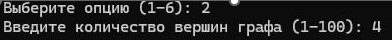 Выберите опцию (1-6): 2
Введите количество вершин графа (1-100): 4